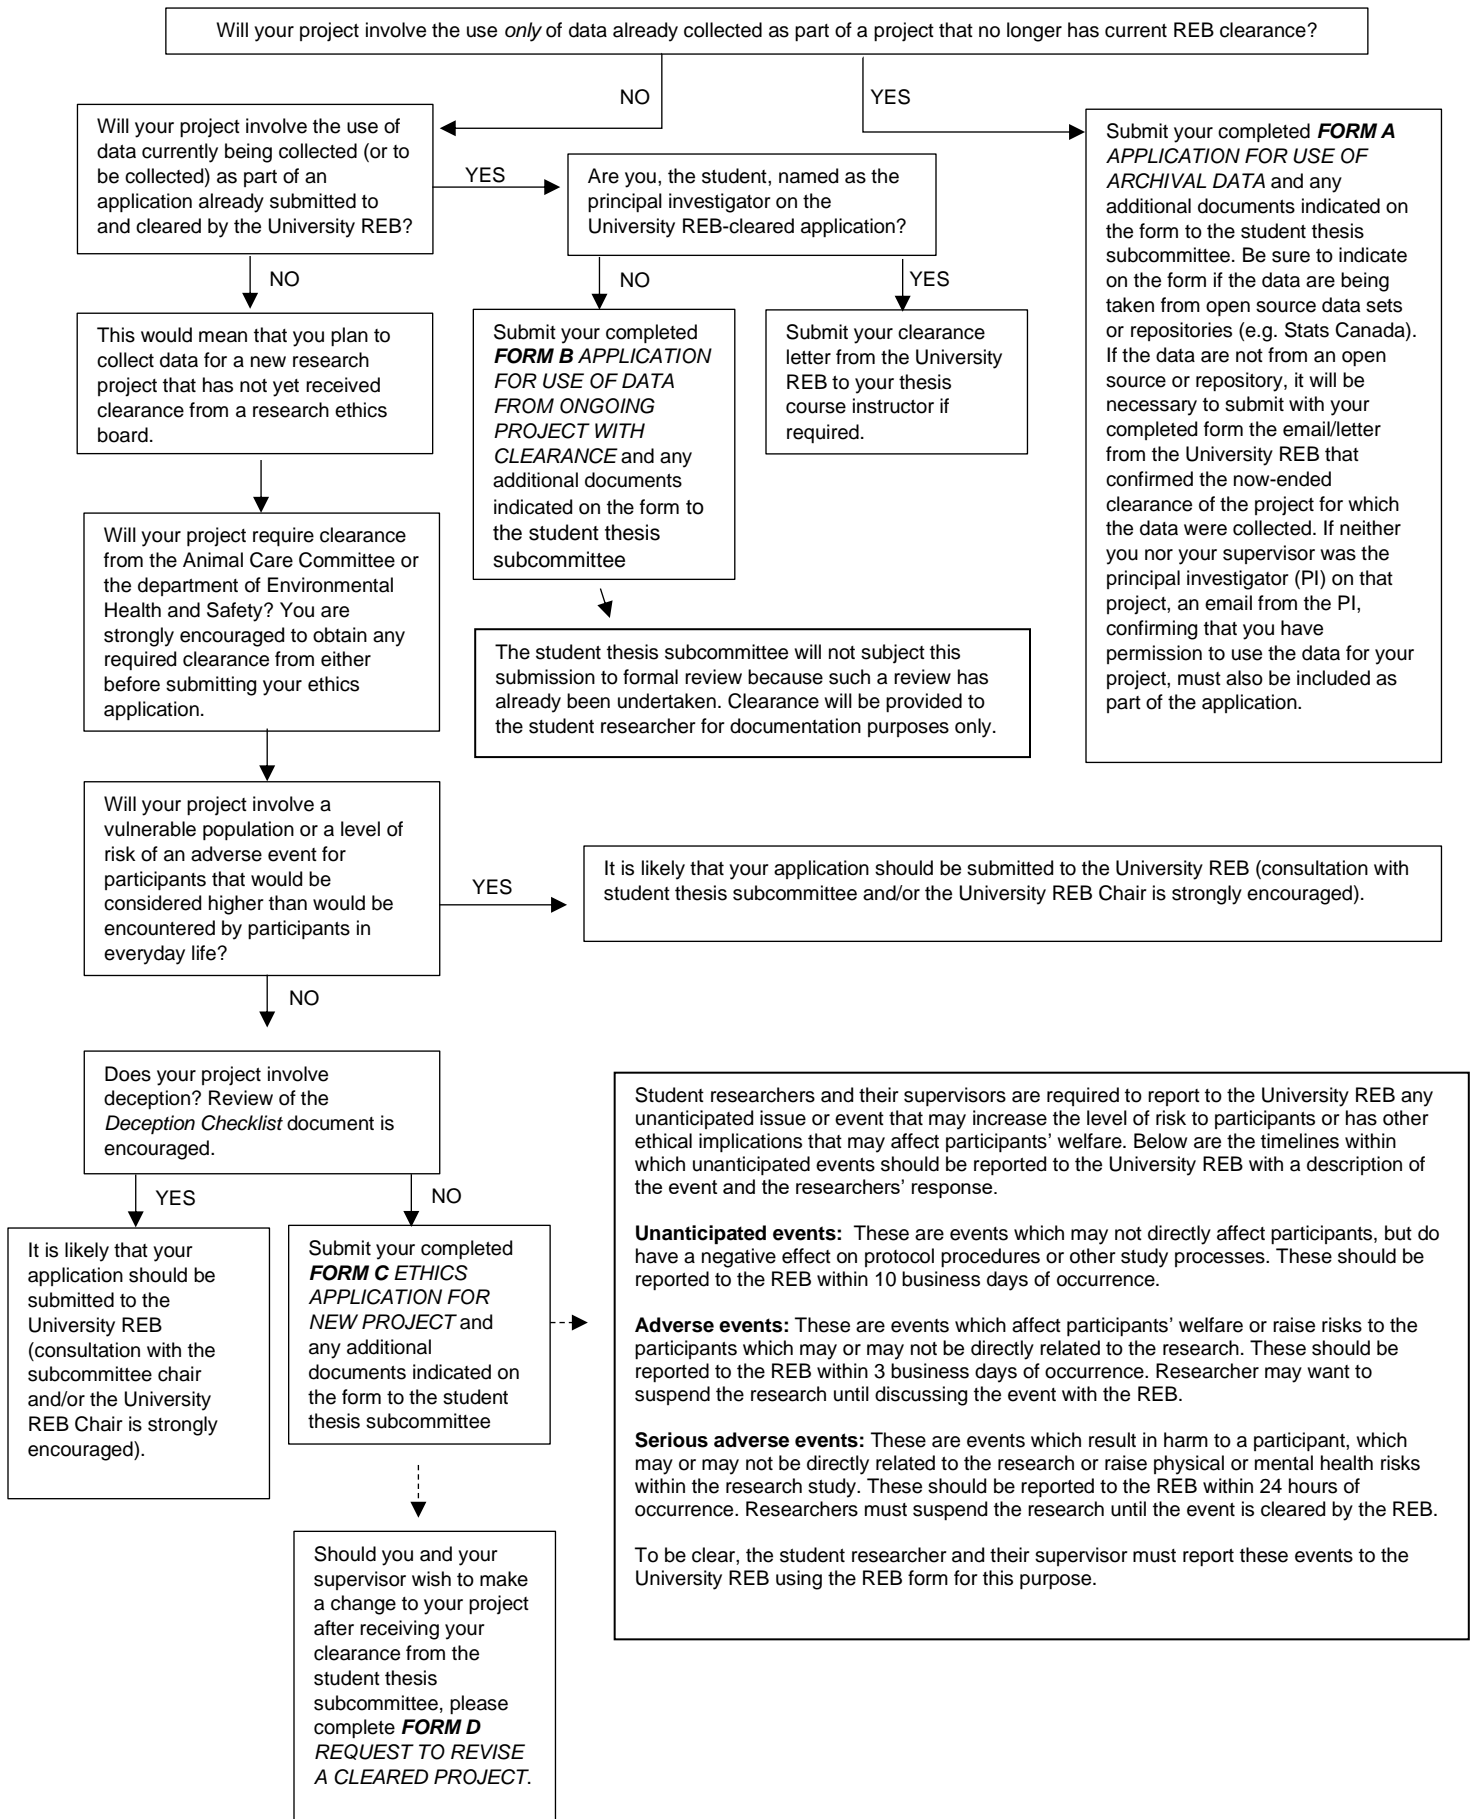 Will your project involve the use only of data already collected as part of a project that no longer has current REB clearance?
NO
YES
Will your project involve the use of
data currently being collected (or to
be collected) as part of an
application already submitted to
and cleared by the University REB?
YES
Are you, the student, named as the
principal investigator on the
University REB-cleared application?
Submit your completed FORM A
APPLICATION FOR USE OF
ARCHIVAL DATA and any
additional documents indicated on
the form to the student thesis
subcommittee. Be sure to indicate
on the form if the data are being
taken from open source data sets
or repositories (e.g. Stats Canada).
If the data are not from an open
source or repository, it will be
necessary to submit with your
completed form the email/letter
from the University REB that
confirmed the now-ended
clearance of the project for which
the data were collected. If neither
you nor your supervisor was the
principal investigator (PI) on that
project, an email from the PI,
confirming that you have
permission to use the data for your
project, must also be included as
part of the application.
NO
NO
YES
This would mean that you plan to
collect data for a new research
project that has not yet received
clearance from a research ethics
board.
Submit your completed
FORM B APPLICATION
FOR USE OF DATA
FROM ONGOING
PROJECT WITH
CLEARANCE and any
additional documents
indicated on the form to
the student thesis
subcommittee
Submit your clearance
letter from the University
REB to your thesis
course instructor if
required.
Will your project require clearance
from the Animal Care Committee or
the department of Environmental
Health and Safety? You are
strongly encouraged to obtain any
required clearance from either
before submitting your ethics
application.
The student thesis subcommittee will not subject this
submission to formal review because such a review has
already been undertaken. Clearance will be provided to
the student researcher for documentation purposes only.
Will your project involve a
vulnerable population or a level of
risk of an adverse event for
participants that would be
considered higher than would be
encountered by participants in
everyday life?
YES
It is likely that your application should be submitted to the University REB (consultation with
student thesis subcommittee and/or the University REB Chair is strongly encouraged).
NO
Does your project involve
deception? Review of the
Deception Checklist document is
encouraged.
YES
NO
It is likely that your
application should be
submitted to the
University REB
(consultation with the
subcommittee chair
and/or the University
REB Chair is strongly
encouraged).
Submit your completed
FORM C ETHICS
APPLICATION FOR
NEW PROJECT and
any additional
documents indicated on
the form to the student
thesis subcommittee
Student researchers and their supervisors are required to report to the University REB any
unanticipated issue or event that may increase the level of risk to participants or has other
ethical implications that may affect participants’ welfare. Below are the timelines within
which unanticipated events should be reported to the University REB with a description of
the event and the researchers’ response.
Unanticipated events: These are events which may not directly affect participants, but do
have a negative effect on protocol procedures or other study processes. These should be
reported to the REB within 10 business days of occurrence.
Adverse events: These are events which affect participants’ welfare or raise risks to the
participants which may or may not be directly related to the research. These should be
reported to the REB within 3 business days of occurrence. Researcher may want to
suspend the research until discussing the event with the REB.
Serious adverse events: These are events which result in harm to a participant, which
may or may not be directly related to the research or raise physical or mental health risks
within the research study. These should be reported to the REB within 24 hours of
occurrence. Researchers must suspend the research until the event is cleared by the REB.
To be clear, the student researcher and their supervisor must report these events to the
University REB using the REB form for this purpose.
Should you and your
supervisor wish to make
a change to your project
after receiving your
clearance from the
student thesis
subcommittee, please
complete FORM D
REQUEST TO REVISE
A CLEARED PROJECT.